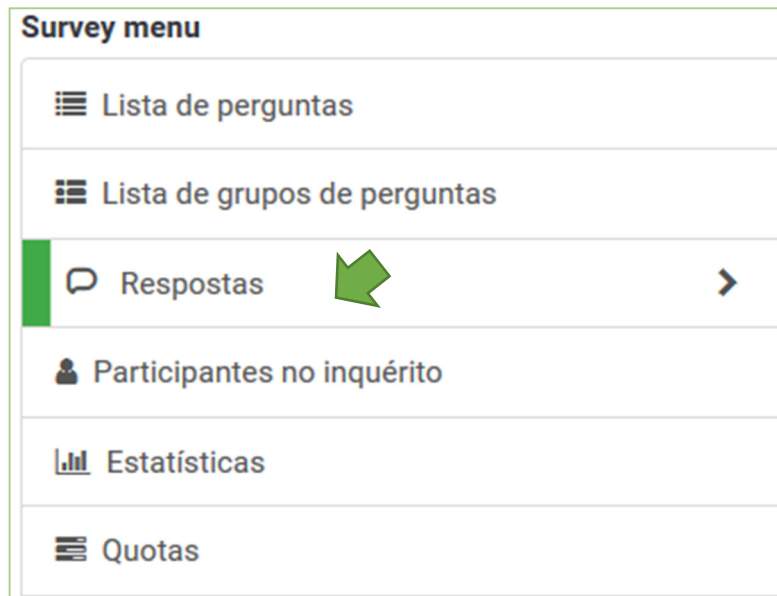 Survey menu
Lista de perguntas
Lista de grupos de perguntas
Respostas
Participantes no inquérito
Estatísticas
Quotas